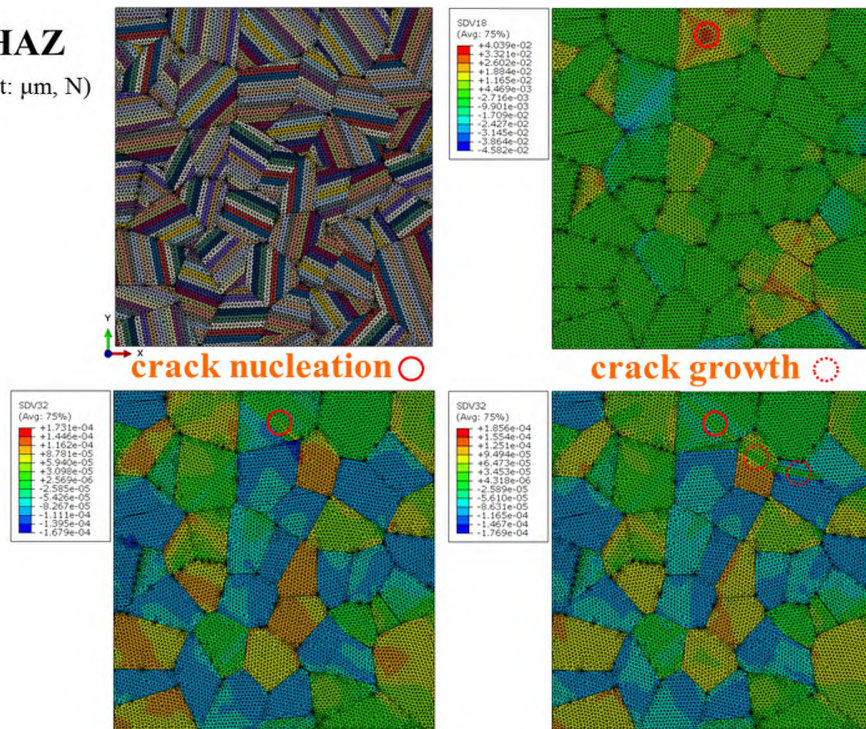 HAZ
t: μm, N)
Y
X
SDV18
(Avg: 75%)
+4.039e-02
+3.321e-02
+2.602e-02
+1.884e-02
+1.165e-02
+4.469e-03
-2.716e-03
-9.901e-03
-1.709e-02
-2.427e-02
-3.145e-02
-3.864e-02
-4.582e-02
crack nucleation
crack growth
SDV32
(Avg: 75%)
+1.731e-04
+1.446e-04
+1.162e-04
+8.781e-05
+5.940e-05
+3.098e-05
+2.569e-06
-2.585e-05
-5.426e-05
-8.267e-05
-1.111e-04
-1.395e-04
-1.679e-04
SDV32
(Avg: 75%)
+1.856e-04
+1.554e-04
+1.251e-04
+9.494e-05
+6.473e-05
+3.453e-05
+4.318e-06
-2.589e-05
-5.610e-05
-8.631e-05
-1.165e-04
-1.467e-04
-1.769e-04